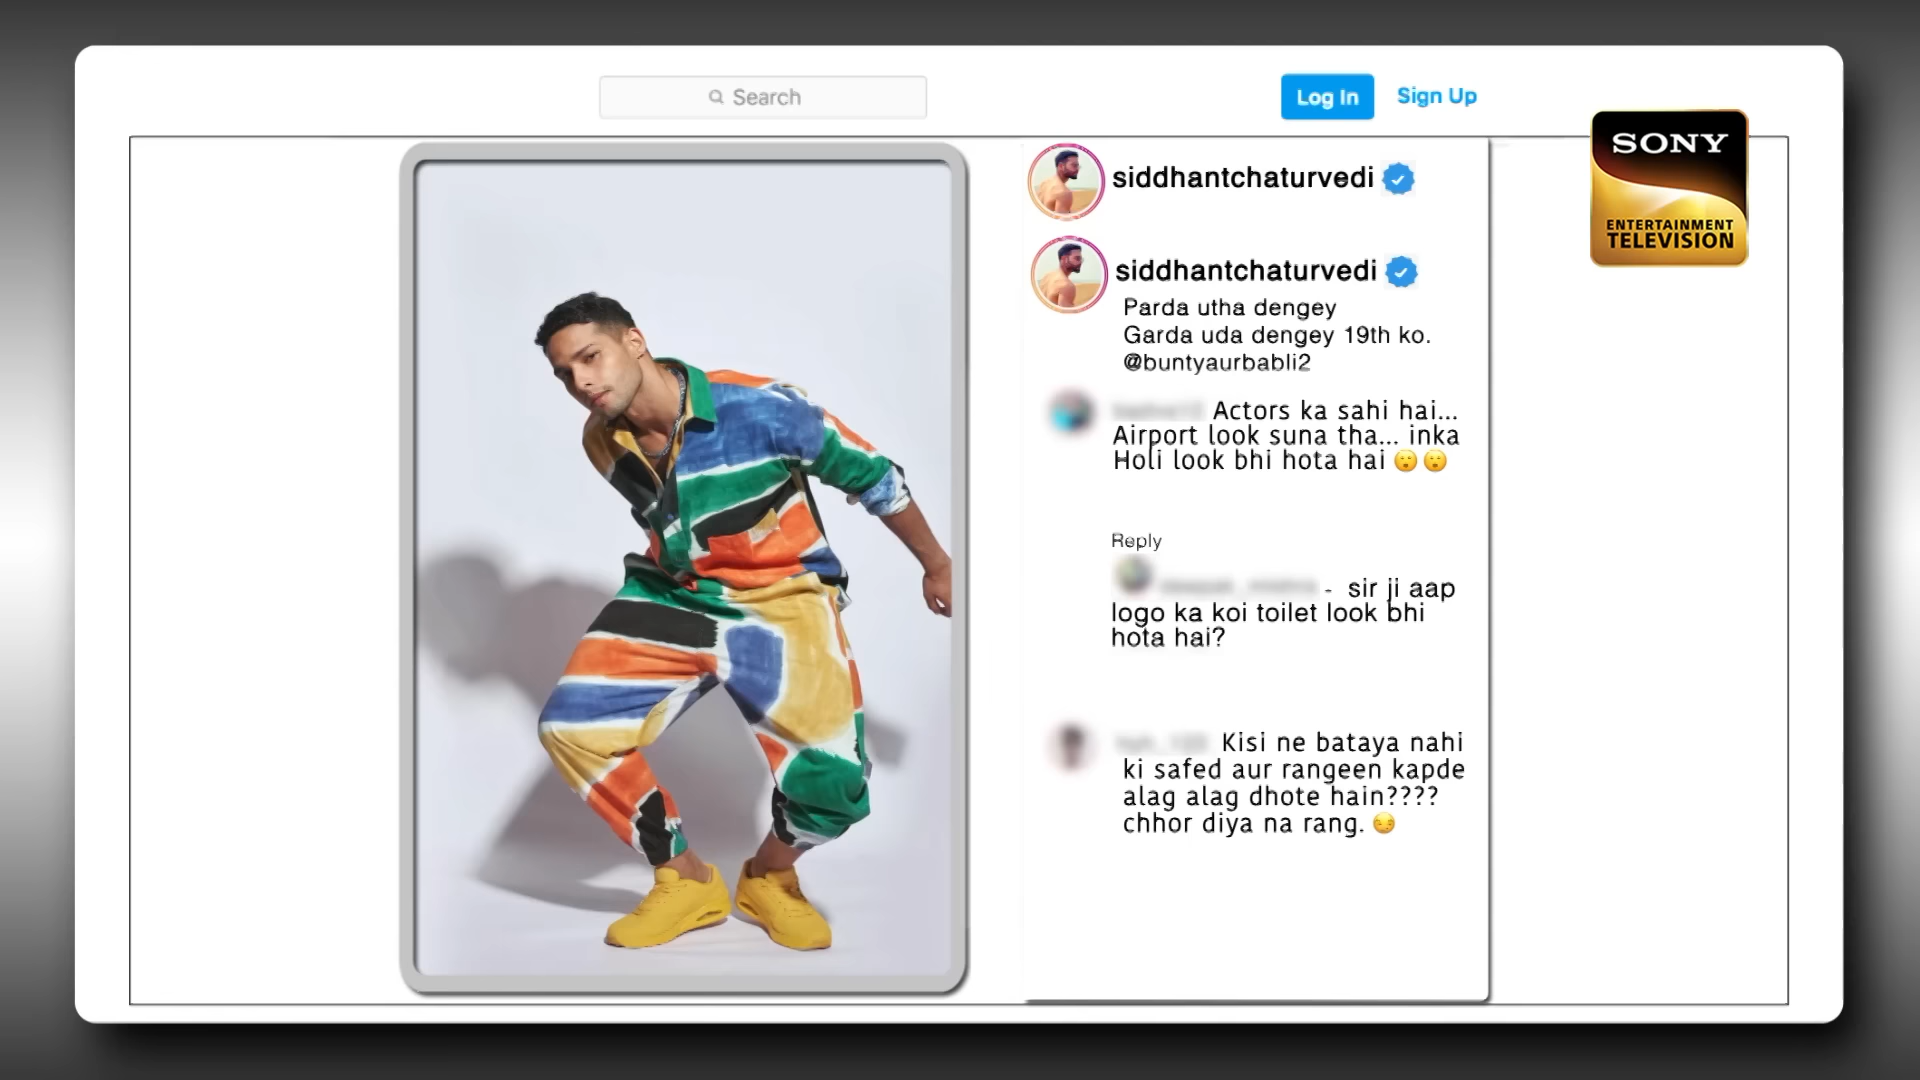 Search
Log In
Sign Up
SONY
ENTERTAINMENT
TELEVISION
siddhantchaturvedi
siddhantchaturvedi
Parda utha dengey
Garda uda dengey 19th ko.
@buntyaurbabli2
Actors ka sahi hai...
Airport look suna tha... inka
Holi look bhi hota hai 😯😯
Reply
- sir ji aap
logo ka koi toilet look bhi
hota hai?
Kisi ne bataya nahi
ki safed aur rangeen kapde
alag alag dhote hain????
chhor diya na rang. 😏